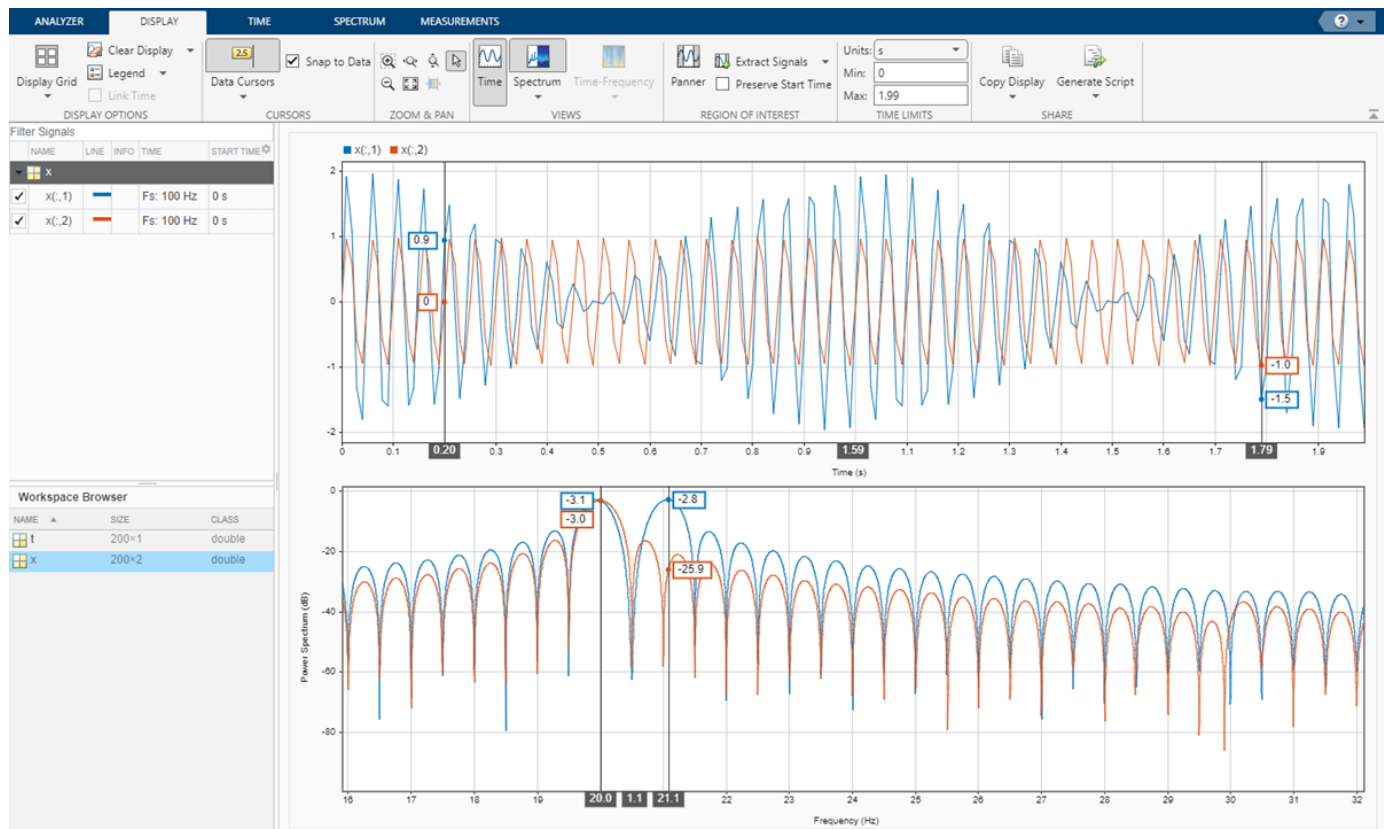 ANALYZER DISPLAY TIME SPECTRUM MEASUREMENTS ?
Display Grid
Clear Display
Legend
Link Time
DISPLAY OPTIONS
2.5
Data Cursors
Snap to Data
CURSORS
ZOOM & PAN
Time Spectrum Time-Frequency
VIEWS
Panner
Extract Signals
Preserve Start Time
REGION OF INTEREST
Units: s
Min: 0
Max: 1.99
TIME LIMITS
Copy Display Generate Script
SHARE
Filter Signals
NAME LINE INFO TIME START TIME
x
x(:,1) Fs: 100 Hz 0 s
x(:,2) Fs: 100 Hz 0 s
Workspace Browser
NAME SIZE CLASS
t 200×1 double
x 200×2 double
x(:,1) x(:,2)
2
1
0
-1
-2
0.9
0
-1.0
-1.5
0 0.1 0.20 0.3 0.4 0.5 0.6 0.7 0.8 0.9 1.59 1.1 1.2 1.3 1.4 1.5 1.6 1.7 1.79 1.9
Time (s)
0
-20
-40
-60
-80
Power Spectrum (dB)
-3.1
-3.0
-2.8
-25.9
16 17 18 19 20.0 1.1 21.1 22 23 24 25 26 27 28 29 30 31 32
Frequency (Hz)